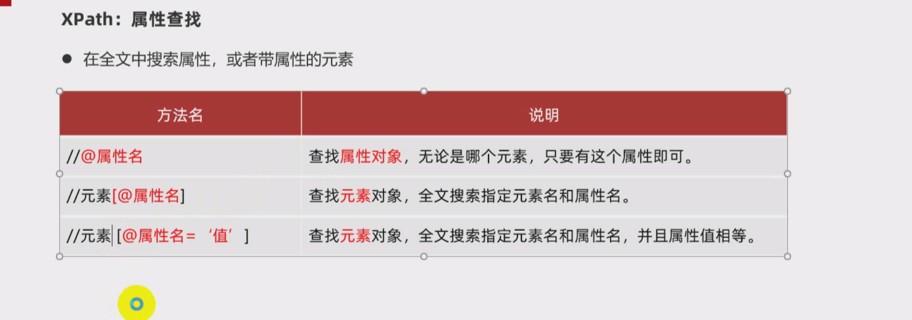 XPath：属性查找
● 在全文中搜索属性，或者带属性的元素
方法名 说明
//@属性名 查找属性对象，无论是哪个元素，只要有这个属性即可。
//元素[@属性名] 查找元素对象，全文搜索指定元素名和属性名。
//元素[@属性名=‘值’] 查找元素对象，全文搜索指定元素名和属性名，并且属性值相等。